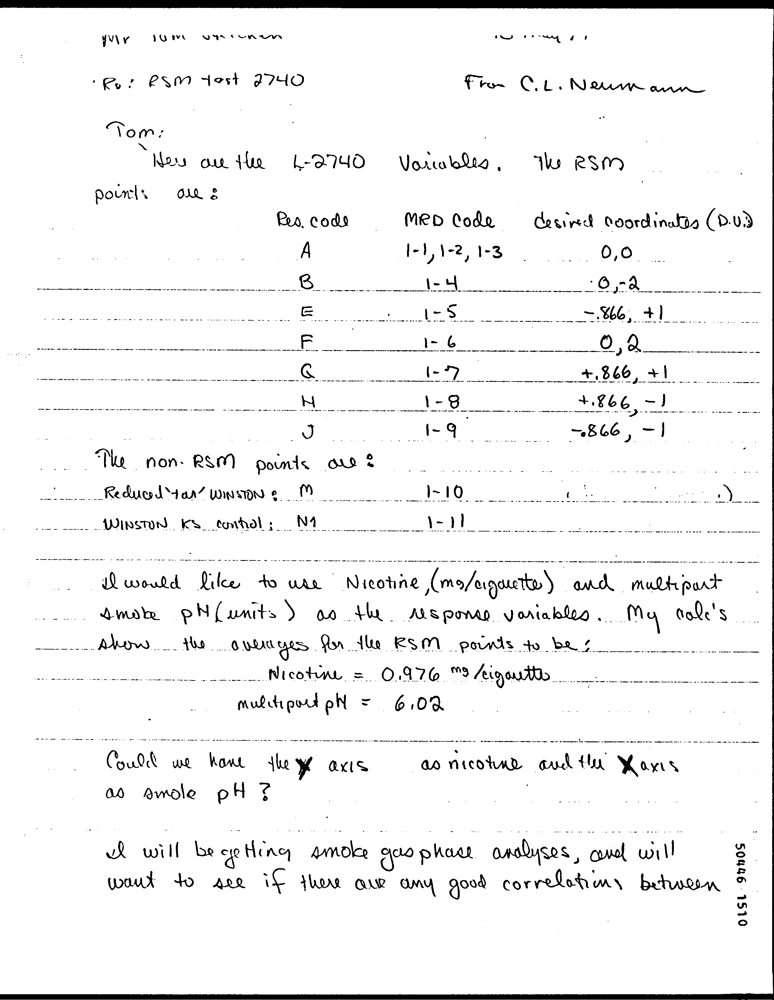 Re: RSM test 2740 From C.L. Neumann
Tom:
Here are the L-2740 Variables. The RSM
points are:
Res. code MRD Code desired coordinates (D.U.)
A 1-1, 1-2, 1-3 0,0
B 1-4 0,-2
E 1-5 -.866, +1
F 1-6 0,2
G 1-7 +.866, +1
H 1-8 +.866, -1
J 1-9 -.866, -1
The non-RSM points are:
Reduced 'tar' WINSTON: M 1-10
WINSTON KS control: N1 1-11
I would like to use Nicotine, (mg/cigarette) and multipart
smoke pH (units) as the response variables. My calc's
show the averages for the RSM points to be:
Nicotine = 0.976 mg/cigarette
multipart pH = 6.02
Could we have the axis as nicotine and the X axis
as smoke pH?
I will be getting smoke gas phase analyses, and will
want to see if there are any good correlations between
50446 1510